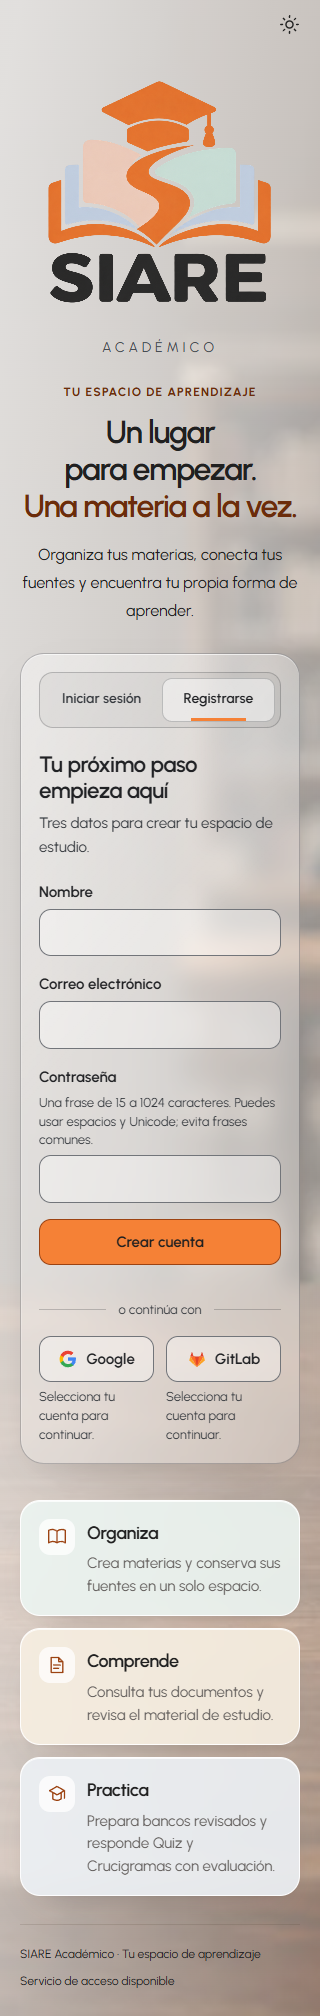 SIARE
ACADÉMICO
TU ESPACIO DE APRENDIZAJE
Un lugar
para empezar.
Una materia a la vez.
Organiza tus materias, conecta tus
fuentes y encuentra tu propia forma de
aprender.
Iniciar sesión
Registrarse
Tu próximo paso
empieza aquí
Tres datos para crear tu espacio de
estudio.
Nombre
Correo electrónico
Contraseña
Una frase de 15 a 1024 caracteres. Puedes
usar espacios y Unicode; evita frases
comunes.
Crear cuenta
o continúa con
Google
Selecciona tu
cuenta para
continuar.
GitLab
Selecciona tu
cuenta para
continuar.
Organiza
Crea materias y conserva sus
fuentes en un solo espacio.
Comprende
Consulta tus documentos y
revisa el material de estudio.
Practica
Prepara bancos revisados y
responde Quiz y
Crucigramas con evaluación.
SIARE Académico · Tu espacio de aprendizaje
Servicio de acceso disponible